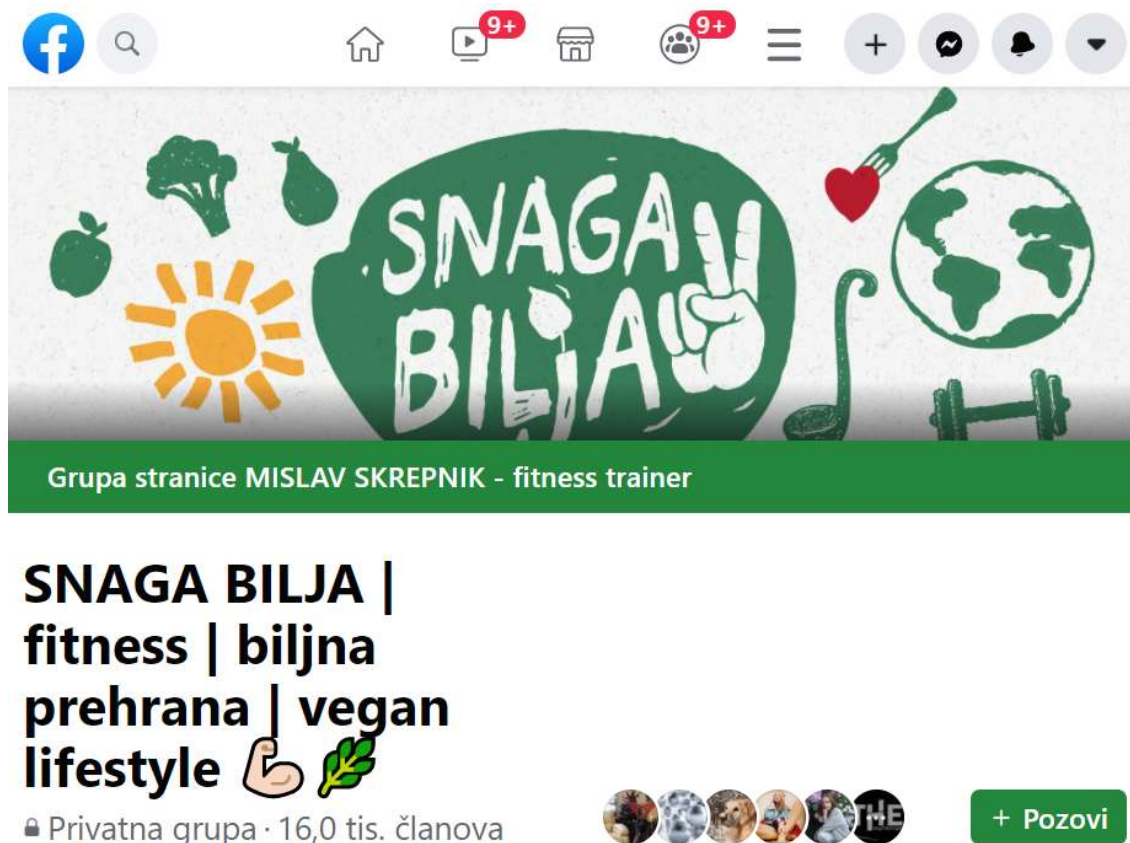 9+
9+
SNAGA
BILJA
Grupa stranice MISLAV SKREPNIK - fitness trainer
SNAGA BILJA |
fitness | biljna
prehrana | vegan
lifestyle 💪🏻🌿
Privatna grupa · 16,0 tis. članova
THE
+ Pozovi